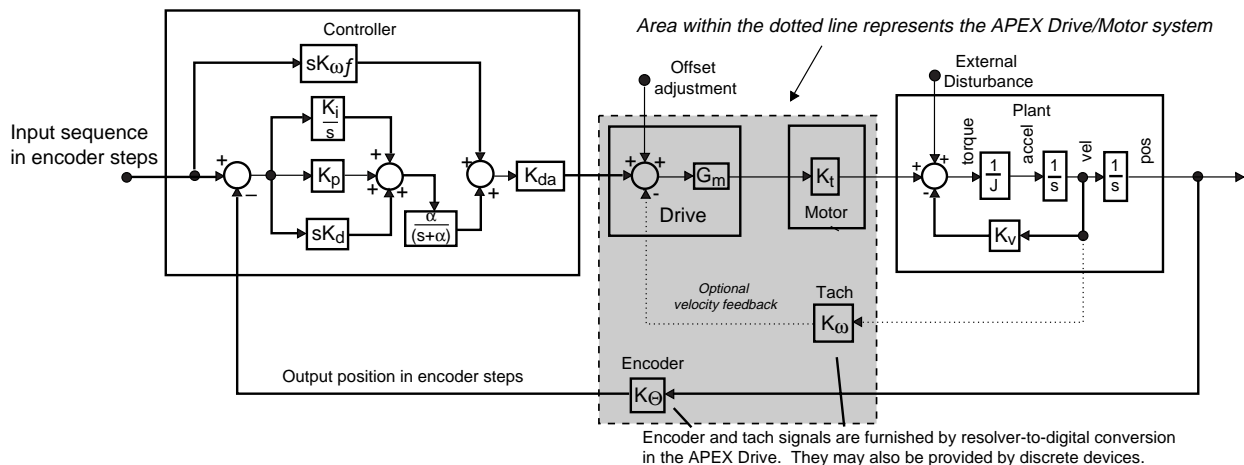 Area within the dotted line represents the APEX Drive/Motor system
Controller
sKωf
Offset
adjustment
External
Disturbance
Plant
Input sequence
in encoder steps
Ki
s
Kp
sKd
α
(s+α)
Kda
+
−
+
+
+
+
+
+
+
+
-
Gm
Drive
Kt
Motor
+
+
-
torque
1
J
accel
1
s
vel
1
s
pos
Kv
Optional
velocity feedback
Tach
Kω
Encoder
KΘ
Output position in encoder steps
Encoder and tach signals are furnished by resolver-to-digital conversion
in the APEX Drive. They may also be provided by discrete devices.